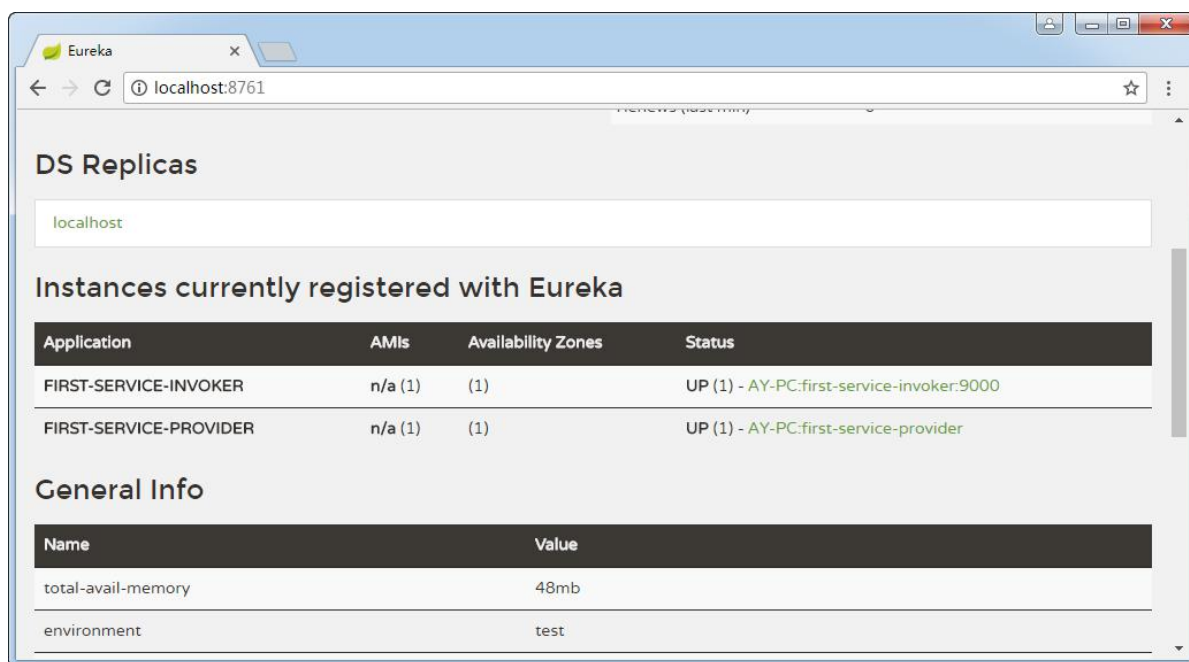 Eureka
localhost:8761
DS Replicas
localhost
Instances currently registered with Eureka
Application AMIs Availability Zones Status
FIRST-SERVICE-INVOKER n/a (1) (1) UP (1) - AY-PC:first-service-invoker:9000
FIRST-SERVICE-PROVIDER n/a (1) (1) UP (1) - AY-PC:first-service-provider
General Info
Name Value
total-avail-memory 48mb
environment test